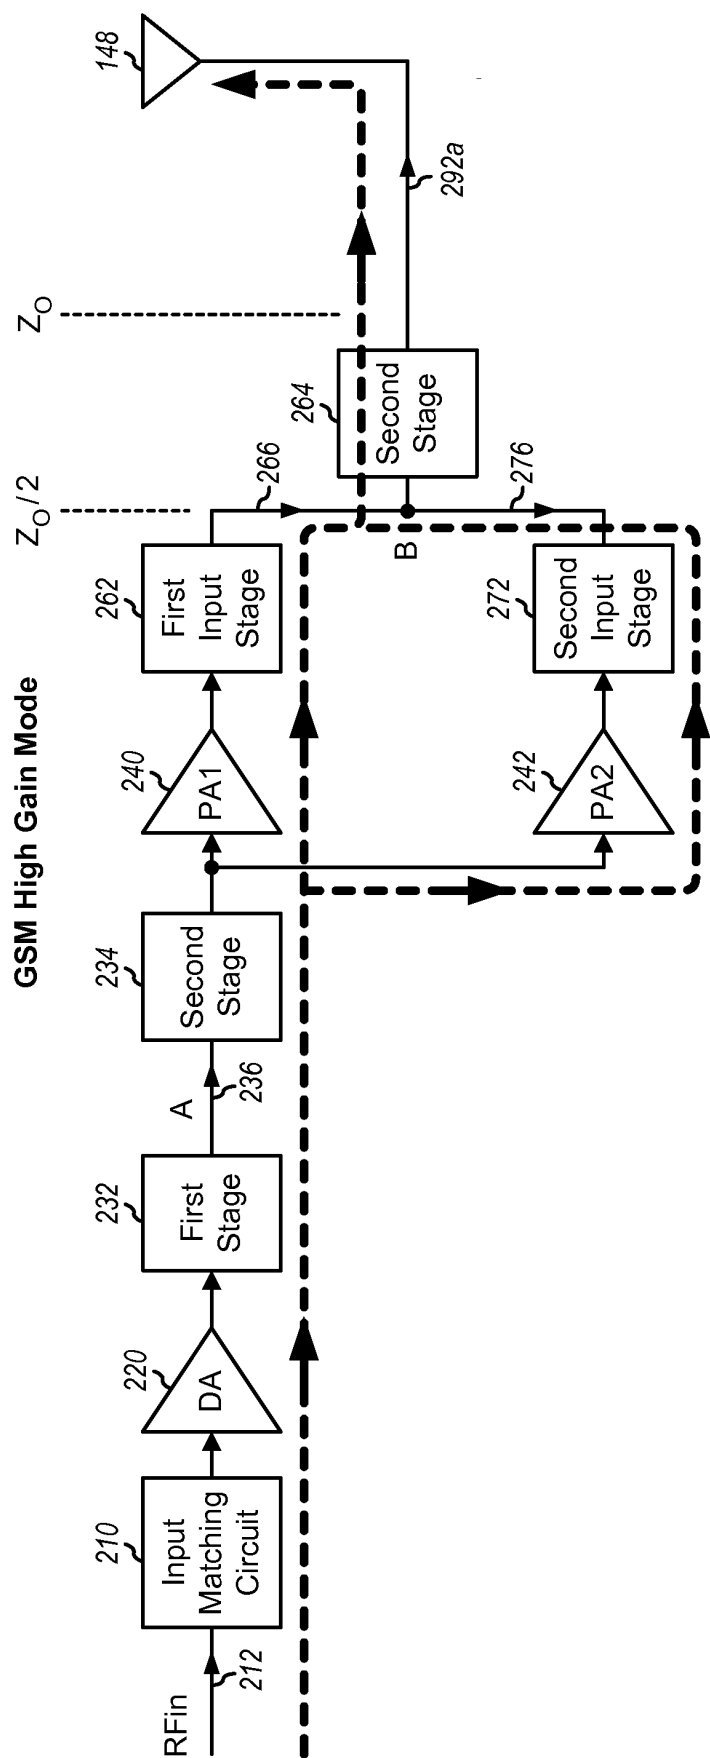 GSM High Gain Mode
RFin
212
210
Input
Matching
Circuit
220
DA
232
First
Stage
A
236
234
Second
Stage
240
PA1
262
First
Input
Stage
266
242
PA2
272
Second
Input
Stage
276
B
Z_O/2
264
Second
Stage
Z_O
292a
148